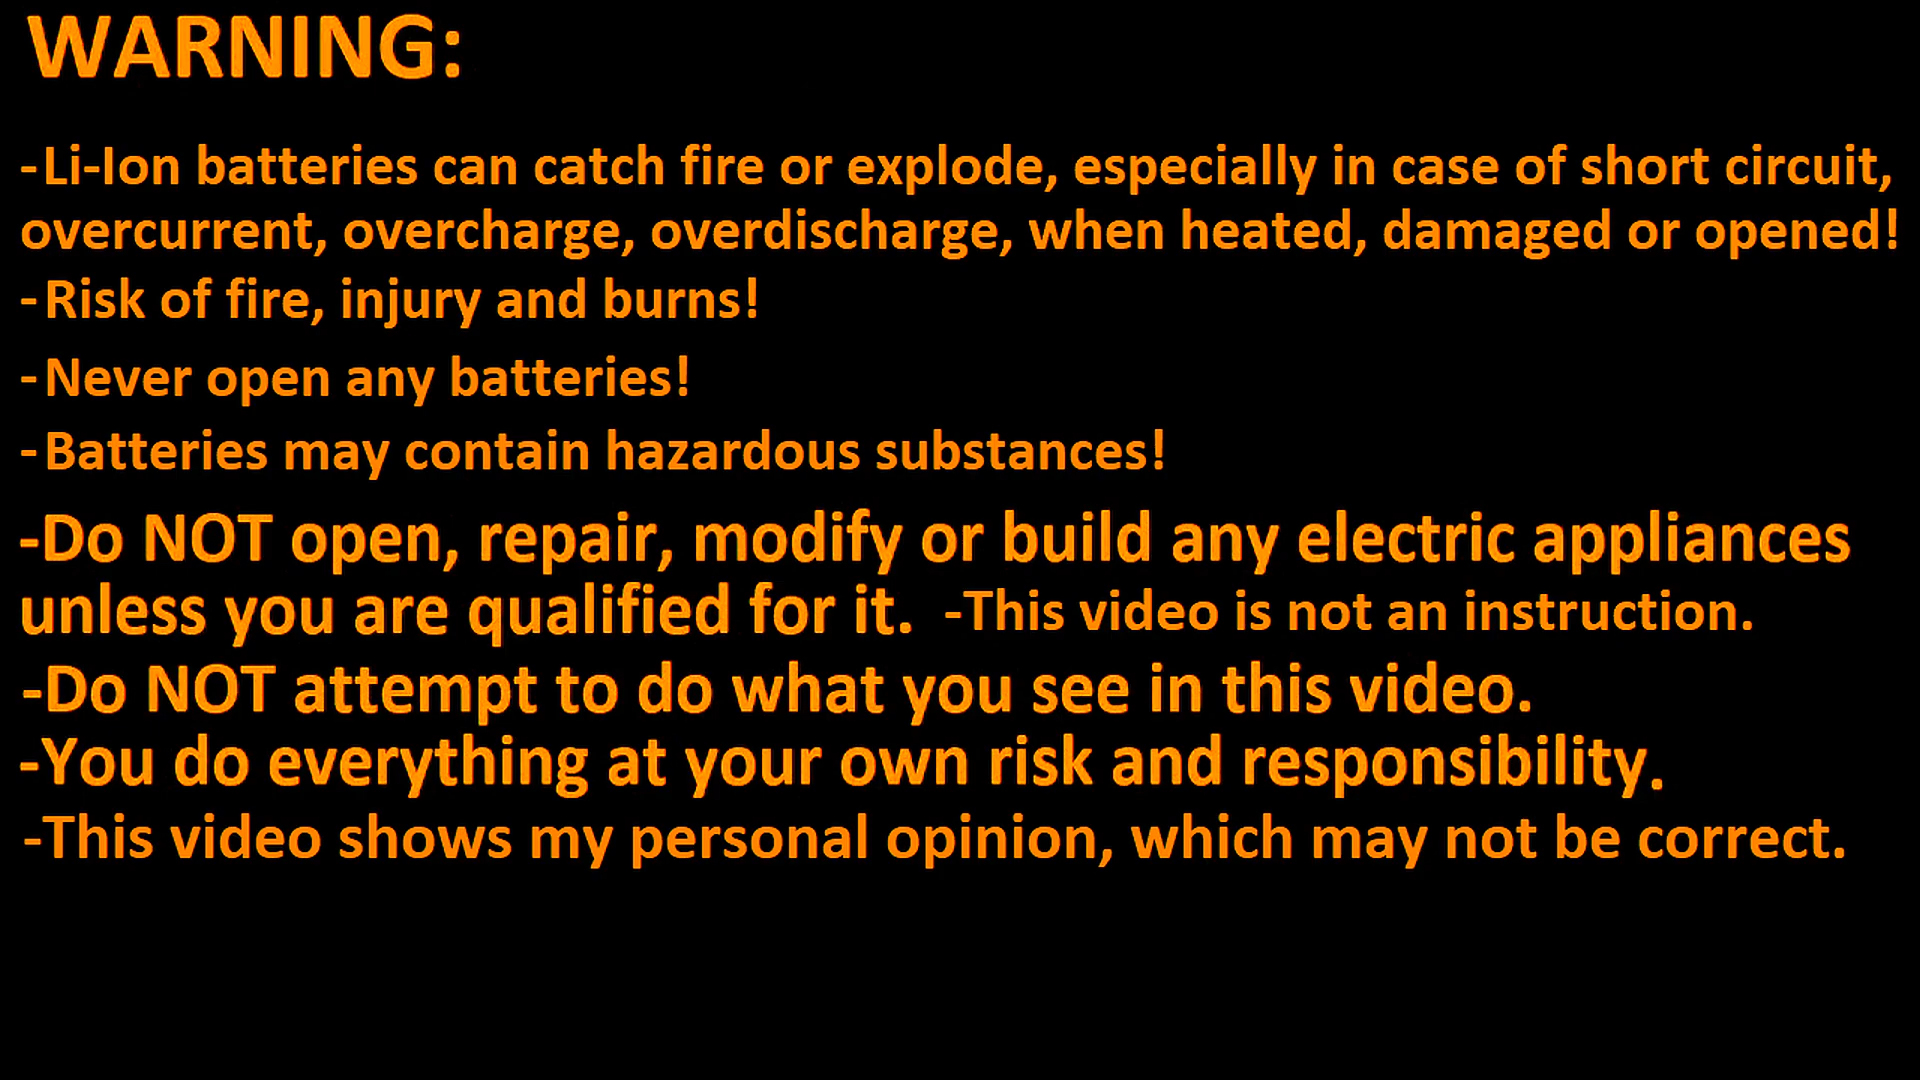 WARNING:
-Li-Ion batteries can catch fire or explode, especially in case of short circuit,
overcurrent, overcharge, overdischarge, when heated, damaged or opened!
-Risk of fire, injury and burns!
-Never open any batteries!
-Batteries may contain hazardous substances!
-Do NOT open, repair, modify or build any electric appliances
unless you are qualified for it. -This video is not an instruction.
-Do NOT attempt to do what you see in this video.
-You do everything at your own risk and responsibility.
-This video shows my personal opinion, which may not be correct.